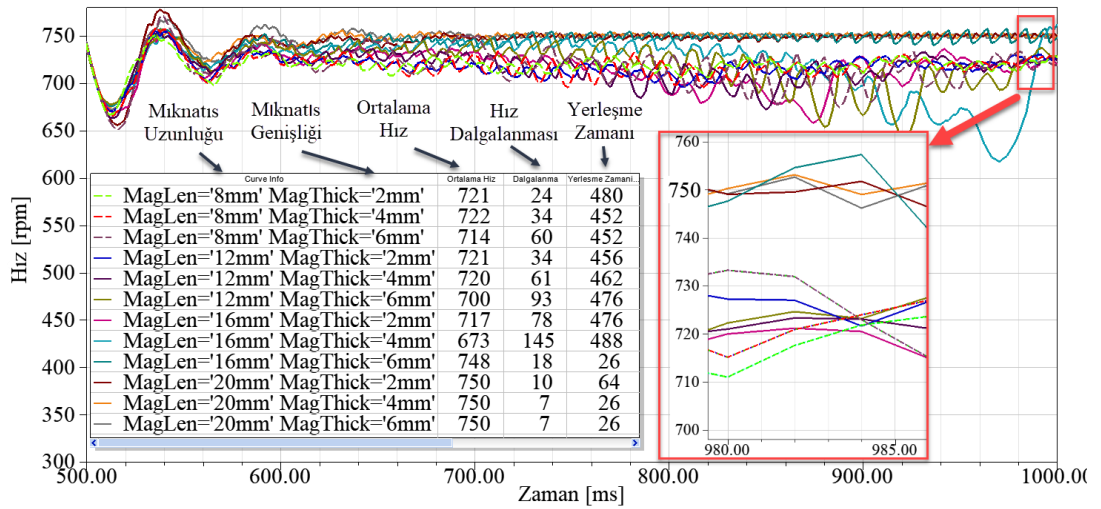 750
700
650
600
550
500
450
400
350
300
Hız [rpm]
500.00
600.00
700.00
800.00
900.00
1000.00
Zaman [ms]
Mıknatıs
Uzunluğu
Mıknatıs
Genişliği
Ortalama
Hız
Hız
Dalgalanması
Yerleşme
Zamanı
Curve Info Ortalama Hiz Dalgalanma Yerlesme Zamani...
MagLen='8mm' MagThick='2mm' 721 24 480
MagLen='8mm' MagThick='4mm' 722 34 452
MagLen='8mm' MagThick='6mm' 714 60 452
MagLen='12mm' MagThick='2mm' 721 34 456
MagLen='12mm' MagThick='4mm' 720 61 462
MagLen='12mm' MagThick='6mm' 700 93 476
MagLen='16mm' MagThick='2mm' 717 78 476
MagLen='16mm' MagThick='4mm' 673 145 488
MagLen='16mm' MagThick='6mm' 748 18 26
MagLen='20mm' MagThick='2mm' 750 10 64
MagLen='20mm' MagThick='4mm' 750 7 26
MagLen='20mm' MagThick='6mm' 750 7 26
760
750
740
730
720
710
700
980.00
985.00